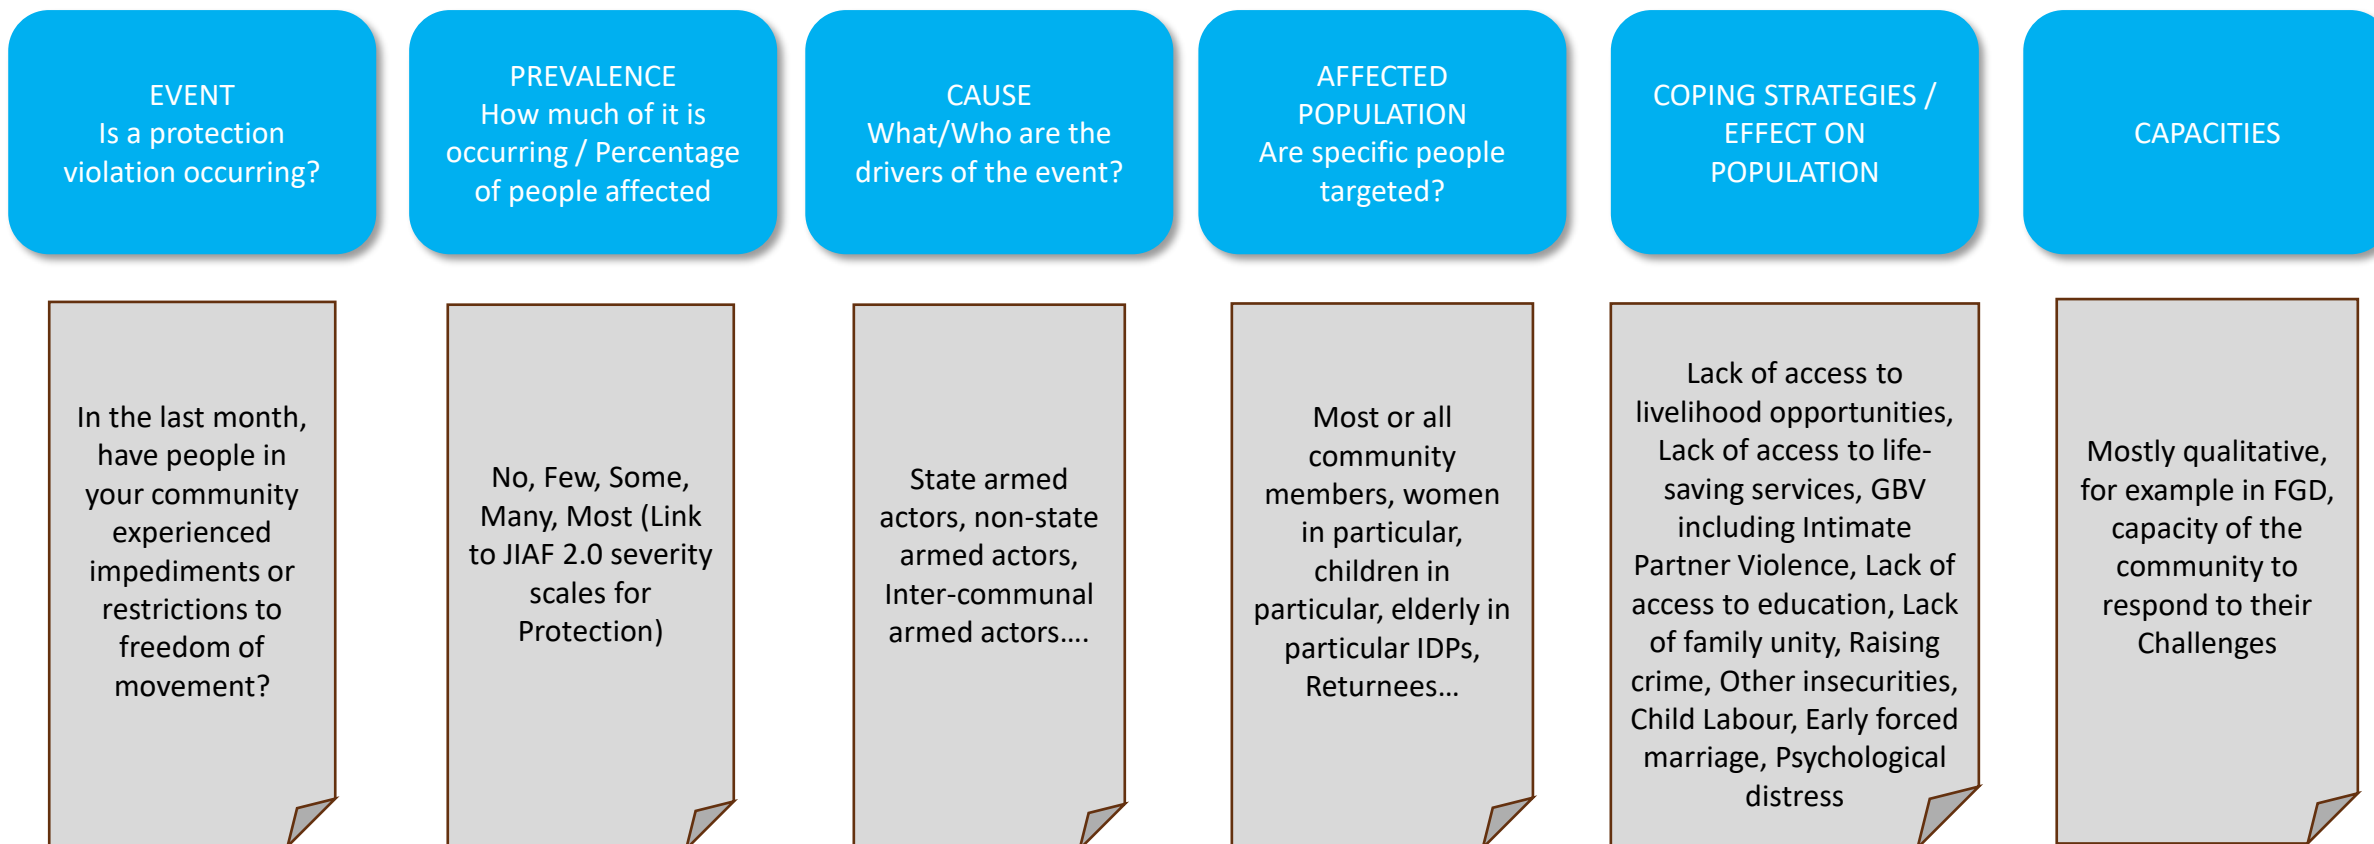 EVENT
Is a protection
violation occurring?
PREVALENCE
How much of it is
occurring / Percentage
of people affected
CAUSE
What/Who are the
drivers of the event?
AFFECTED
POPULATION
Are specific people
targeted?
COPING STRATEGIES /
EFFECT ON
POPULATION
CAPACITIES
In the last month,
have people in
your community
experienced
impediments or
restrictions to
freedom of
movement?
No, Few, Some,
Many, Most (Link
to JIAF 2.0 severity
scales for
Protection)
State armed
actors, non-state
armed actors,
Inter-communal
armed actors....
Most or all
community
members, women
in particular,
children in
particular, elderly in
particular IDPs,
Returnees...
Lack of access to
livelihood opportunities,
Lack of access to life-
saving services, GBV
including Intimate
Partner Violence, Lack of
access to education, Lack
of family unity, Raising
crime, Other insecurities,
Child Labour, Early forced
marriage, Psychological
distress
Mostly qualitative,
for example in FGD,
capacity of the
community to
respond to their
Challenges